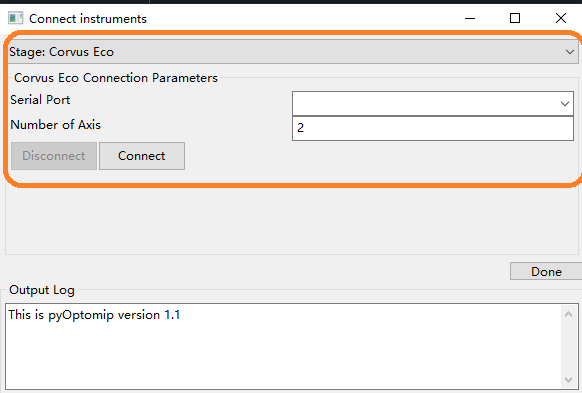 Connect instruments
Stage: Corvus Eco
Corvus Eco Connection Parameters
Serial Port
Number of Axis 2
Disconnect Connect
Done
Output Log
This is pyOptomip version 1.1